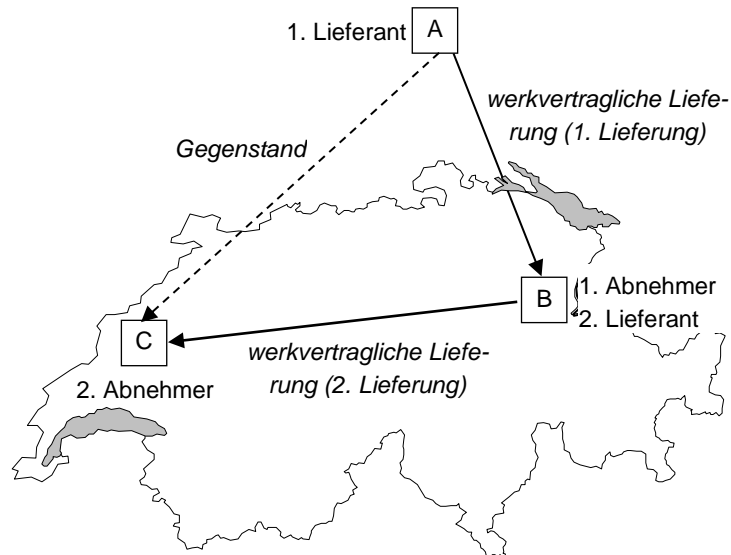 1. Lieferant
A
werkvertragliche Liefe-
rung (1. Lieferung)
Gegenstand
B
1. Abnehmer
2. Lieferant
C
werkvertragliche Liefe-
rung (2. Lieferung)
2. Abnehmer